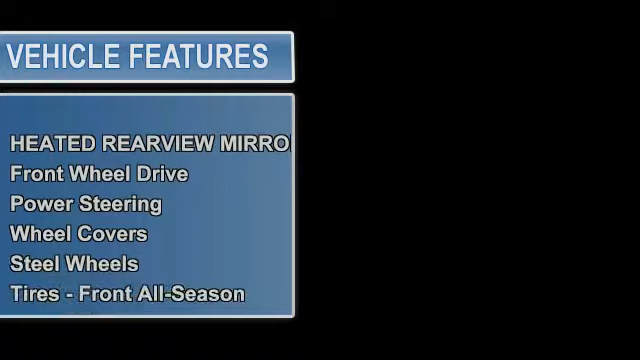 VEHICLE FEATURES
HEATED REARVIEW MIRRO
Front Wheel Drive
Power Steering
Wheel Covers
Steel Wheels
Tires - Front All-Season